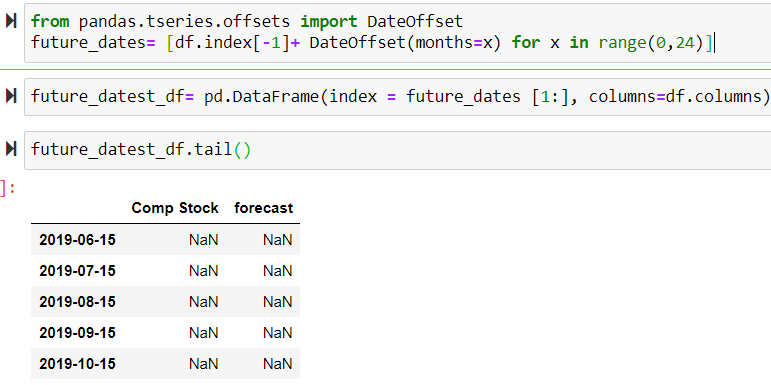 from pandas.tseries.offsets import DateOffset
future_dates= [df.index[-1]+ DateOffset(months=x) for x in range(0,24)]
future_datest_df= pd.DataFrame(index = future_dates [1:], columns=df.columns)
future_datest_df.tail()
]:
Comp Stock forecast
2019-06-15 NaN NaN
2019-07-15 NaN NaN
2019-08-15 NaN NaN
2019-09-15 NaN NaN
2019-10-15 NaN NaN